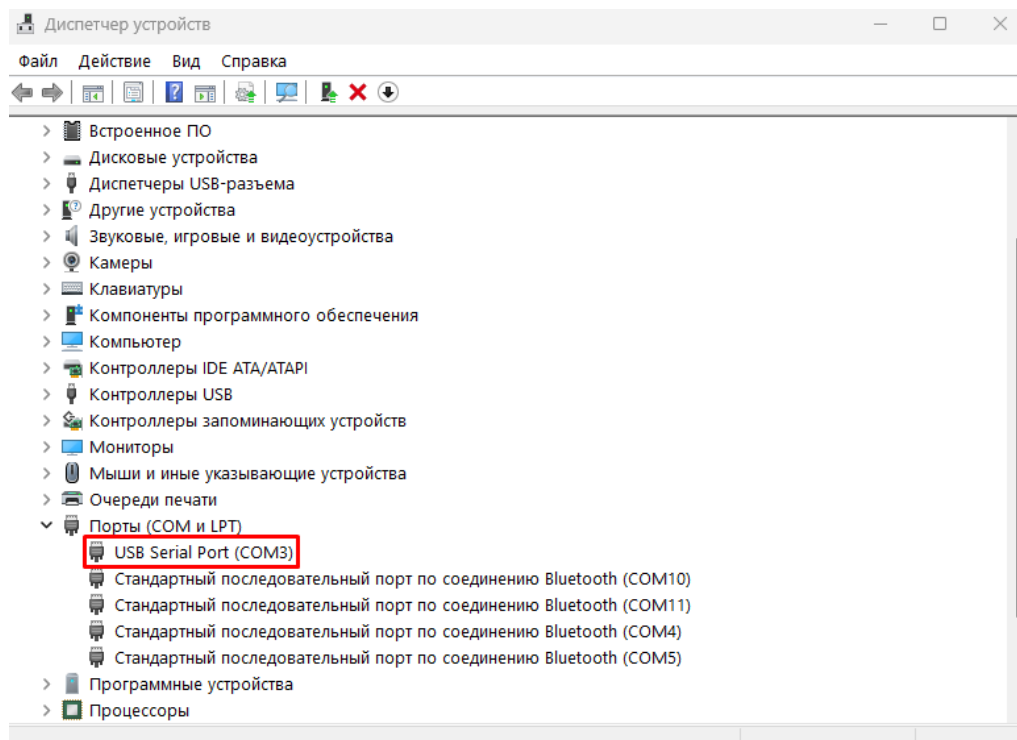 Диспетчер устройств
Файл Действие Вид Справка
Встроенное ПО
Дисковые устройства
Диспетчеры USB-разъема
Другие устройства
Звуковые, игровые и видеоустройства
Камеры
Клавиатуры
Компоненты программного обеспечения
Компьютер
Контроллеры IDE ATA/ATAPI
Контроллеры USB
Контроллеры запоминающих устройств
Мониторы
Мыши и иные указывающие устройства
Очереди печати
Порты (COM и LPT)
USB Serial Port (COM3)
Стандартный последовательный порт по соединению Bluetooth (COM10)
Стандартный последовательный порт по соединению Bluetooth (COM11)
Стандартный последовательный порт по соединению Bluetooth (COM4)
Стандартный последовательный порт по соединению Bluetooth (COM5)
Программные устройства
Процессоры